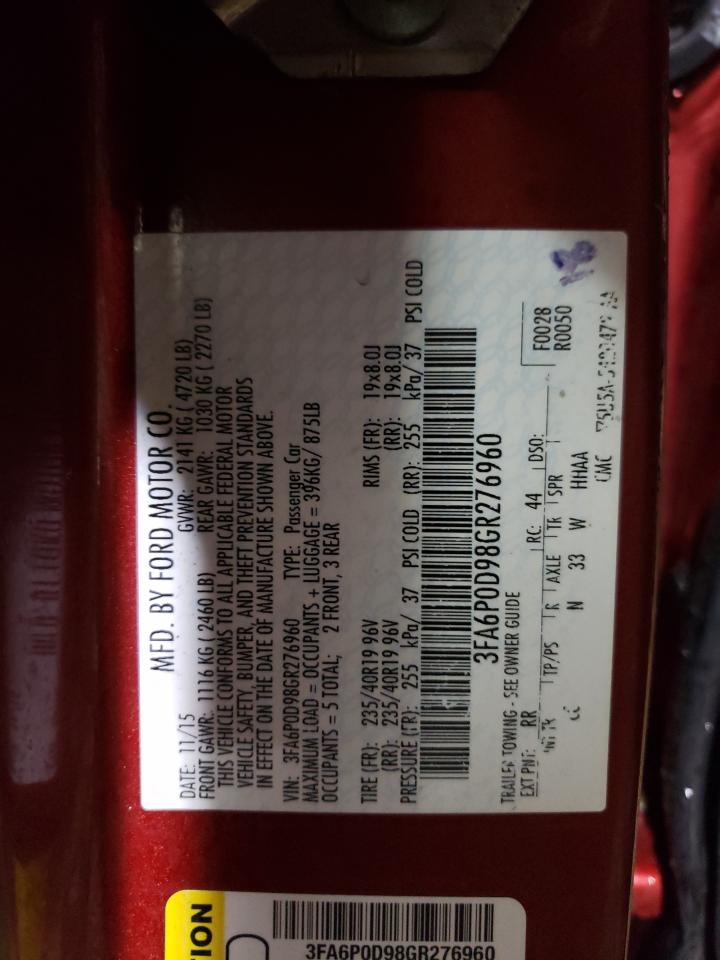 MFD. BY FORD MOTOR CO.
DATE: 11/15 GVWR: 2141 KG ( 4720 LB)
FRONT GAWR: 1116 KG ( 2460 LB) REAR GAWR: 1030 KG ( 2270 LB)
THIS VEHICLE CONFORMS TO ALL APPLICABLE FEDERAL MOTOR
VEHICLE SAFETY, BUMPER, AND THEFT PREVENTION STANDARDS
IN EFFECT ON THE DATE OF MANUFACTURE SHOWN ABOVE.
VIN: 3FA6P0D98GR276960 TYPE: Passenger Car
MAXIMUM LOAD = OCCUPANTS + LUGGAGE = 396KG/ 875LB
OCCUPANTS = 5 TOTAL; 2 FRONT, 3 REAR
TIRE (FR): 235/40R19 96V RIMS (FR): 19x8.0J
(RR): 235/40R19 96V (RR): 19x8.0J
PRESSURE (FR): 255 kPa/ 37 PSI COLD (RR): 255 kPa/ 37 PSI COLD
3FA6P0D98GR276960
TRAILER TOWING - SEE OWNER GUIDE
EXT PNT: RR RC: 44 DSO: F0028
R0050
TP/PS R AXLE TR SPR
N 33 W HHAA
3FA6P0D98GR276960